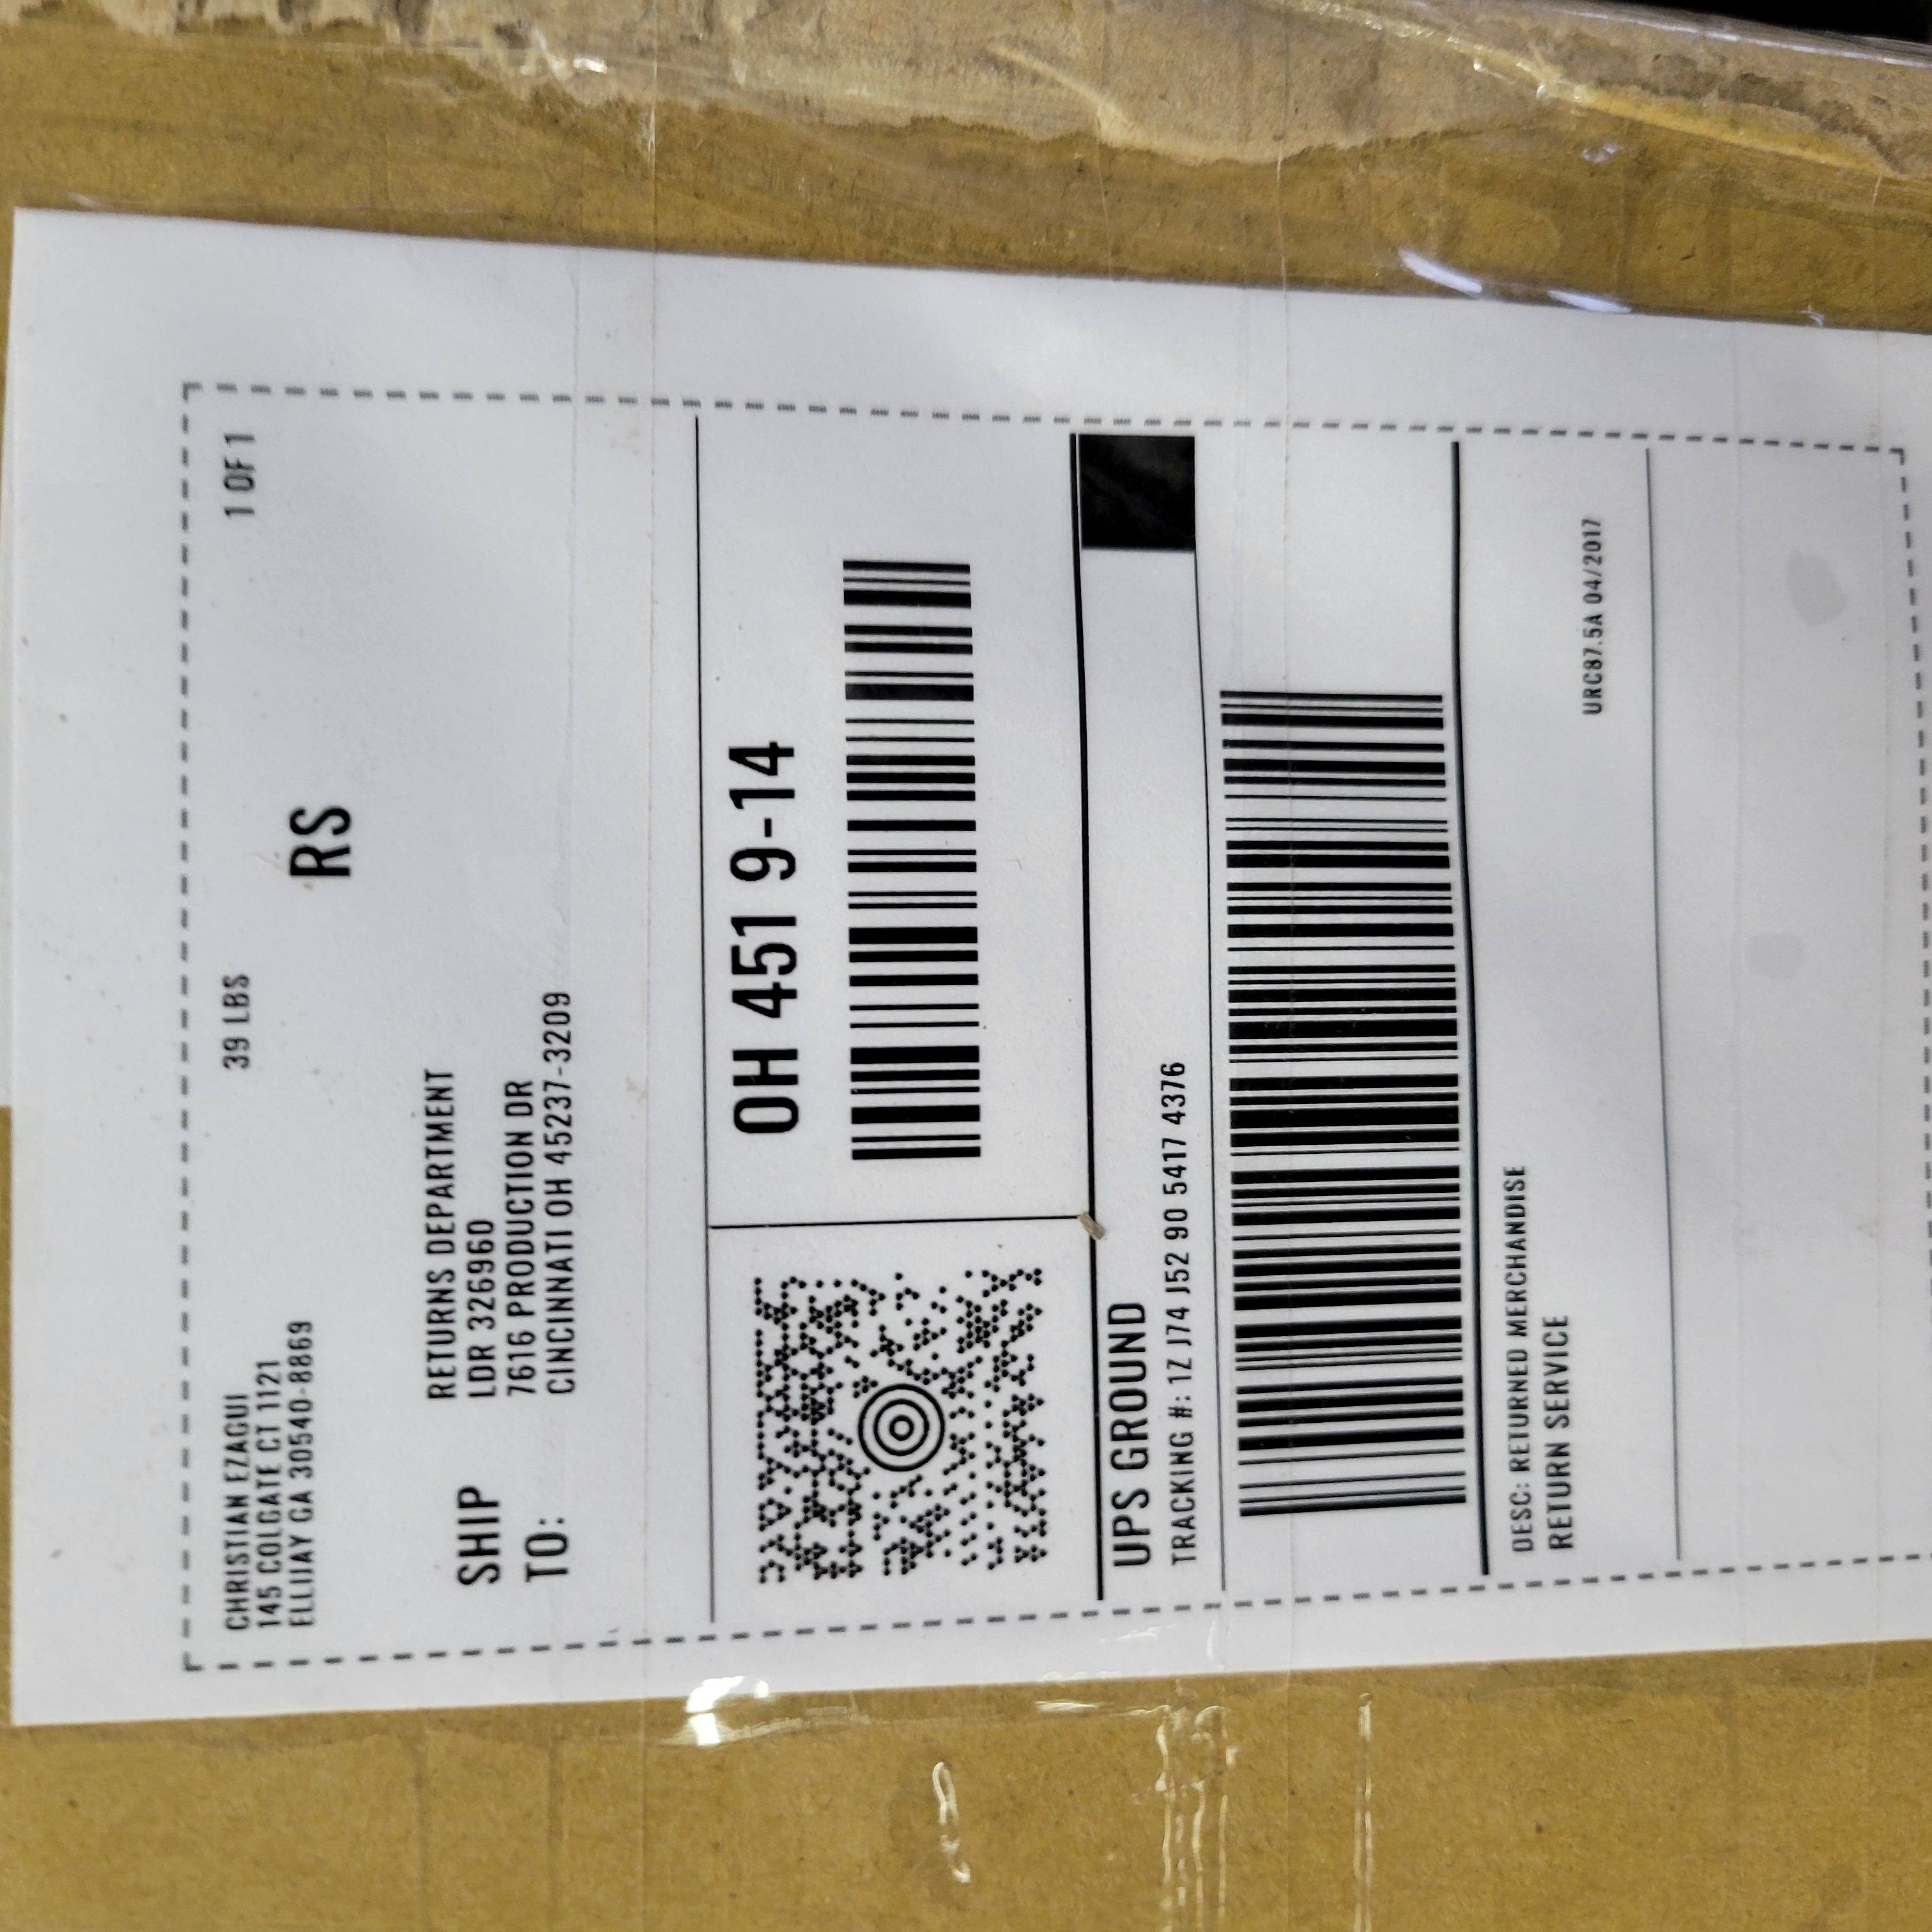 CHRISTIAN EZAGUI
39 LBS
1 OF 1
145 COLGATE CT 1121
ELLIJAY GA 30540-8869
RS
SHIP TO:
RETURNS DEPARTMENT
LDR 326960
7616 PRODUCTION DR
CINCINNATI OH 45237-3209
OH 451 9-14
UPS GROUND
TRACKING #: 1Z J74 J52 90 5417 4376
DESC: RETURNED MERCHANDISE
RETURN SERVICE
URC87.5A 04/2017